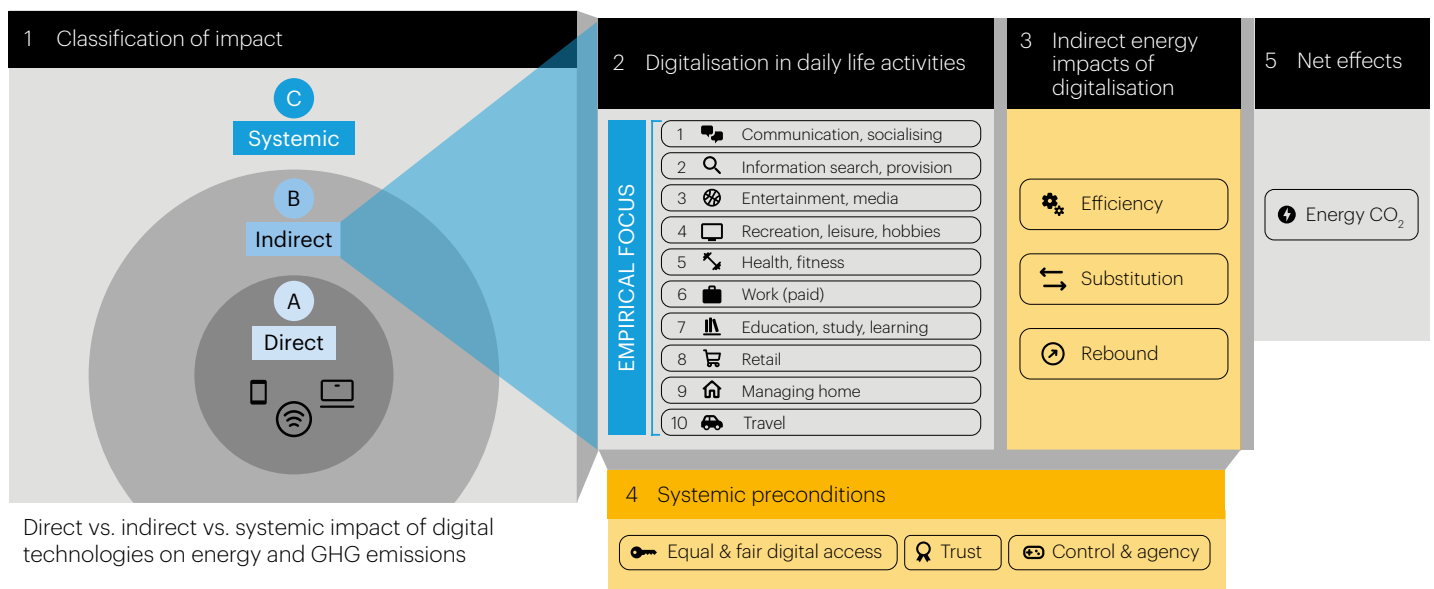 1 Classification of impact
C
Systemic
B
Indirect
A
Direct
Direct vs. indirect vs. systemic impact of digital
technologies on energy and GHG emissions
2 Digitalisation in daily life activities
EMPIRICAL FOCUS
1 Communication, socialising
2 Information search, provision
3 Entertainment, media
4 Recreation, leisure, hobbies
5 Health, fitness
6 Work (paid)
7 Education, study, learning
8 Retail
9 Managing home
10 Travel
3 Indirect energy
impacts of
digitalisation
Efficiency
Substitution
Rebound
4 Systemic preconditions
Equal & fair digital access
Trust
Control & agency
5 Net effects
Energy CO₂